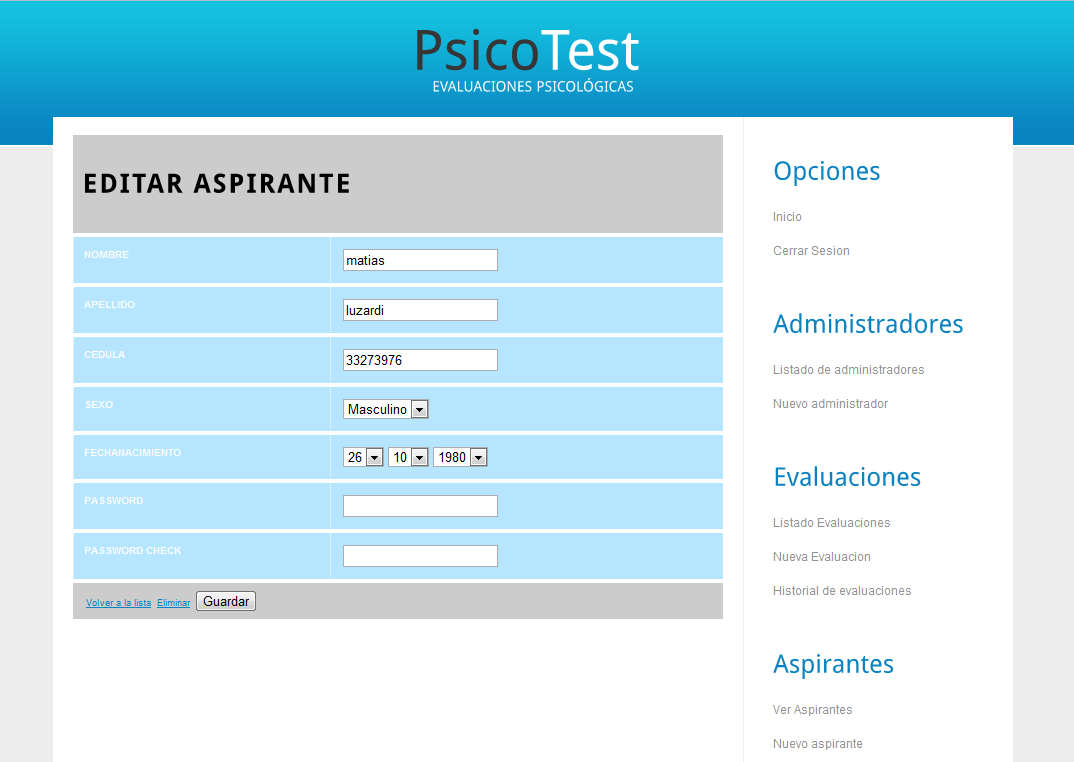 PsicoTest
EVALUACIONES PSICOLÓGICAS
EDITAR ASPIRANTE
NOMBRE matias
APELLIDO luzardi
CEDULA 33273976
SEXO Masculino
FECHANACIMIENTO 26 10 1980
PASSWORD
PASSWORD CHECK
Volver a la lista Eliminar Guardar
Opciones
Inicio
Cerrar Sesion
Administradores
Listado de administradores
Nuevo administrador
Evaluaciones
Listado Evaluaciones
Nueva Evaluacion
Historial de evaluaciones
Aspirantes
Ver Aspirantes
Nuevo aspirante